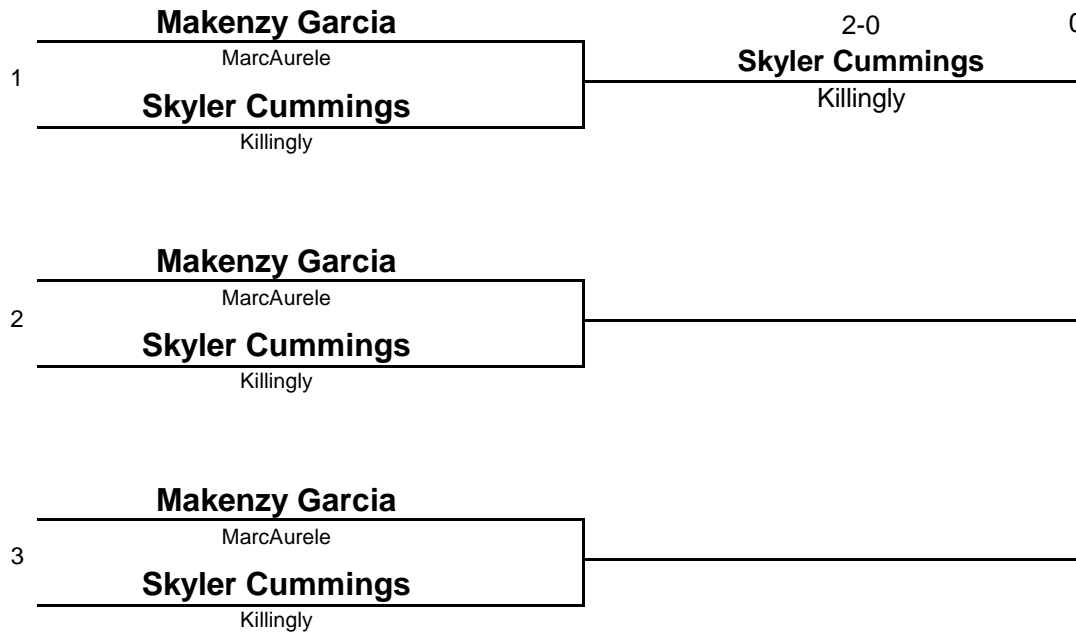 Makenzy Garcia
MarcAurele
1
Skyler Cummings
Killingly
2-0
Skyler Cummings
Killingly
Makenzy Garcia
MarcAurele
2
Skyler Cummings
Killingly
Makenzy Garcia
MarcAurele
3
Skyler Cummings
Killingly